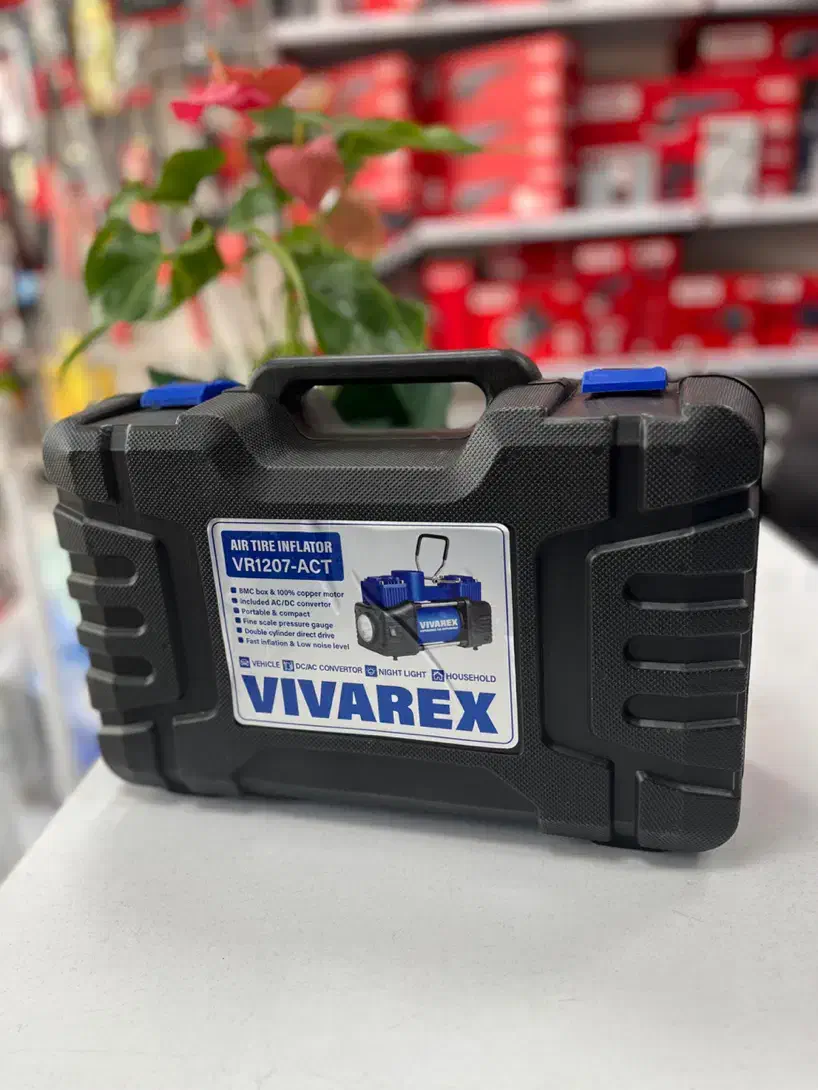 AIR TIRE INFLATOR
VR1207-ACT
BMC box & 100% copper motor
included AC/DC convertor
Portable & compact
Fine scale pressure gauge
Double cylinder direct drive
Fast inflation & Low noise level
VIVAREX
VEHICLE DC/AC CONVERTOR NIGHT LIGHT HOUSEHOLD
VIVAREX